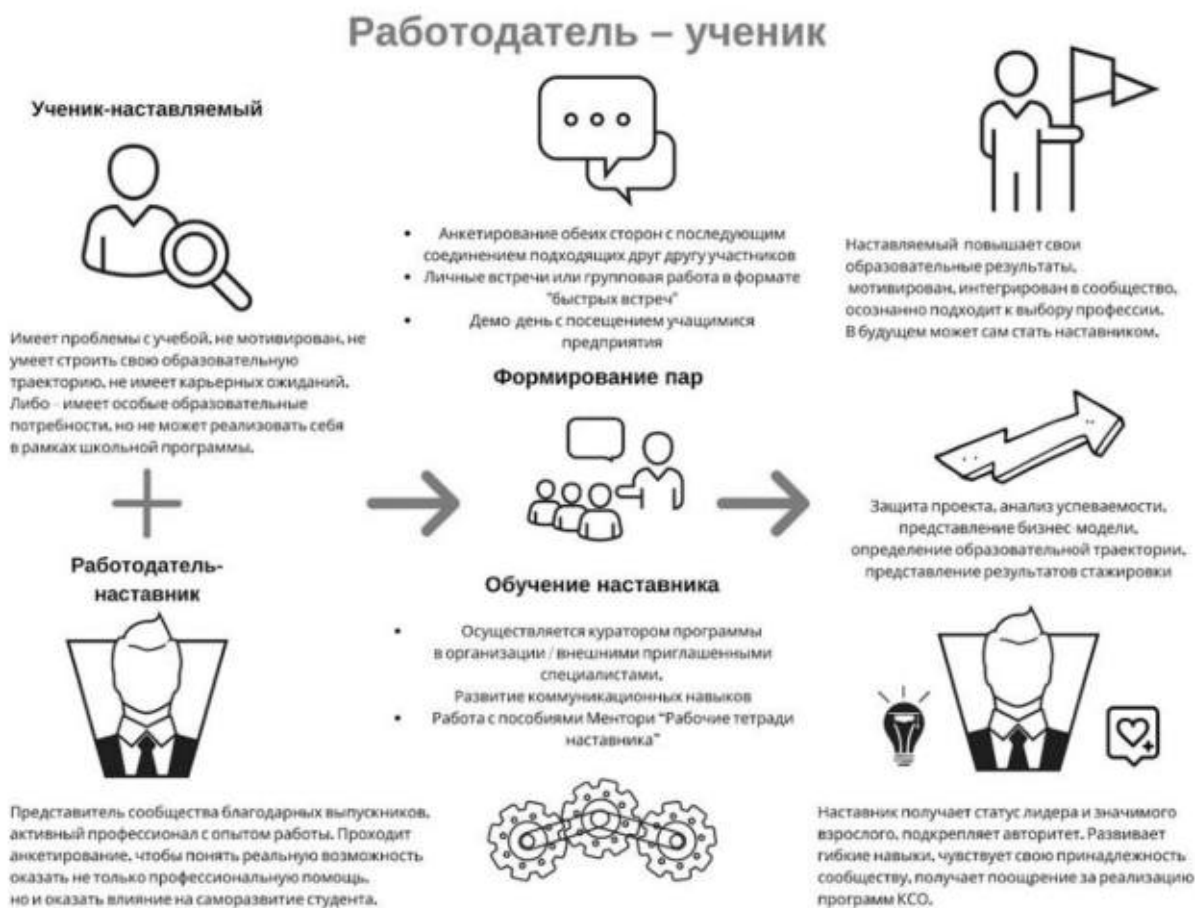 Работодатель – ученик
Ученик-наставляемый
Имеет проблемы с учебой, не мотивирован, не
умеет строить свою образовательную
траекторию, не имеет карьерных ожиданий.
Либо - имеет особые образовательные
потребности, но не может реализовать себя
в рамках школьной программы.
Работодатель-
наставник
Представитель сообщества благодарных выпускников,
активный профессионал с опытом работы. Проходит
анкетирование, чтобы понять реальную возможность
оказать не только профессиональную помощь,
но и оказать влияние на саморазвитие студента.
• Анкетирование обеих сторон с последующим
соединением подходящих друг другу участников
• Личные встречи или групповая работа в формате
"быстрых встреч"
• Демо-день с посещением учащимися
предприятия
Формирование пар
Обучение наставника
• Осуществляется куратором программы
в организации / внешними приглашенными
специалистами.
Развитие коммуникационных навыков
• Работа с пособиями Ментори "Рабочие тетради
наставника"
Наставляемый повышает свои
образовательные результаты,
мотивирован, интегрирован в сообщество,
осознанно подходит к выбору профессии.
В будущем может сам стать наставником.
Защита проекта, анализ успеваемости,
представление бизнес-модели,
определение образовательной траектории,
представление результатов стажировки
Наставник получает статус лидера и значимого
взрослого, подкрепляет авторитет. Развивает
гибкие навыки, чувствует свою принадлежность
сообществу, получает поощрение за реализацию
программ КСО.